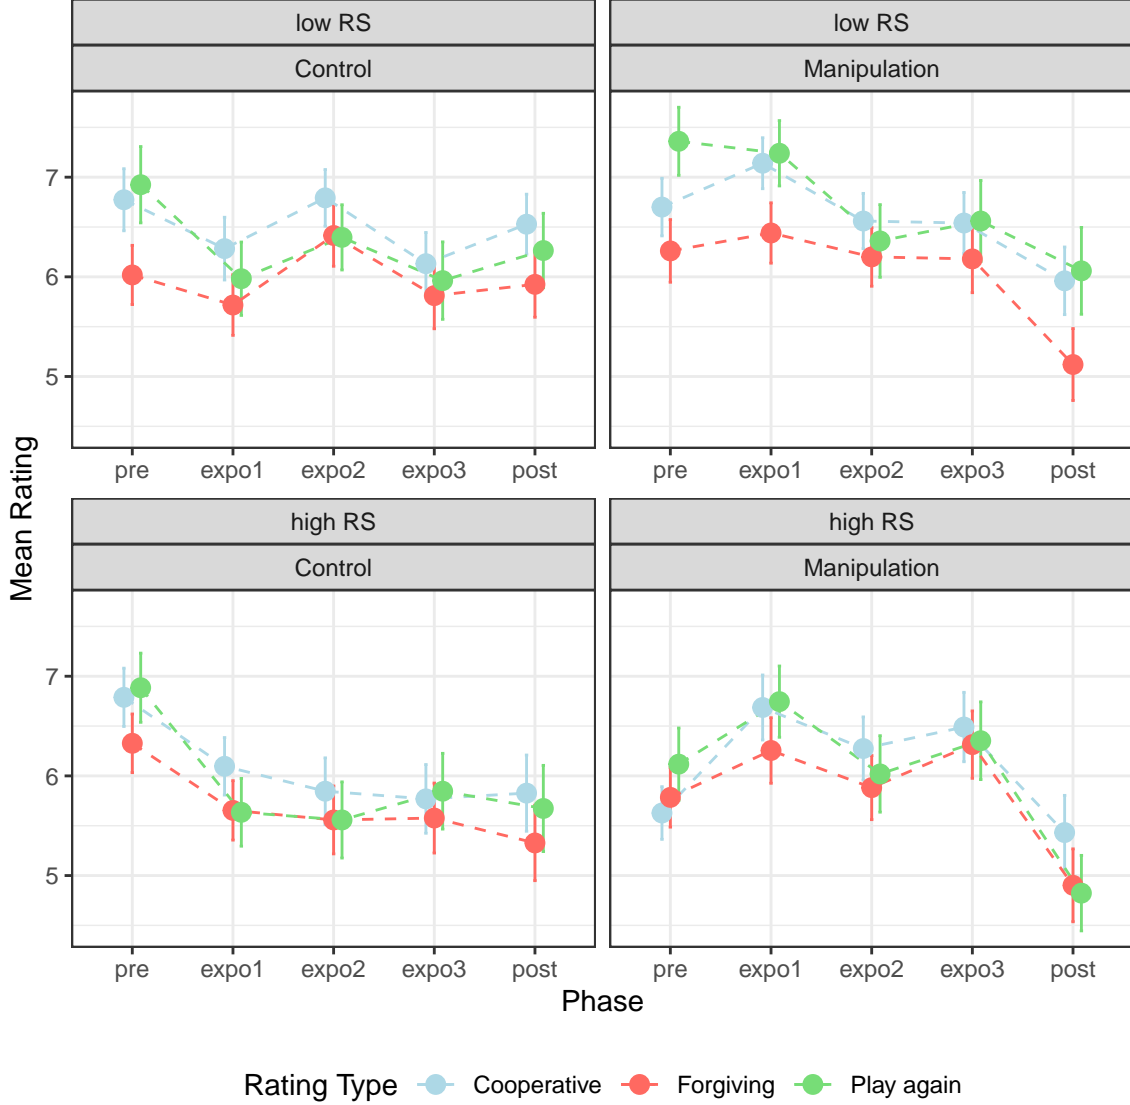 low RS
low RS
Control
Manipulation
7
6
5
pre expo1 expo2 expo3 post
pre expo1 expo2 expo3 post
Mean Rating
high RS
high RS
Control
Manipulation
7
6
5
pre expo1 expo2 expo3 post
pre expo1 expo2 expo3 post
Phase
Rating Type Cooperative Forgiving Play again